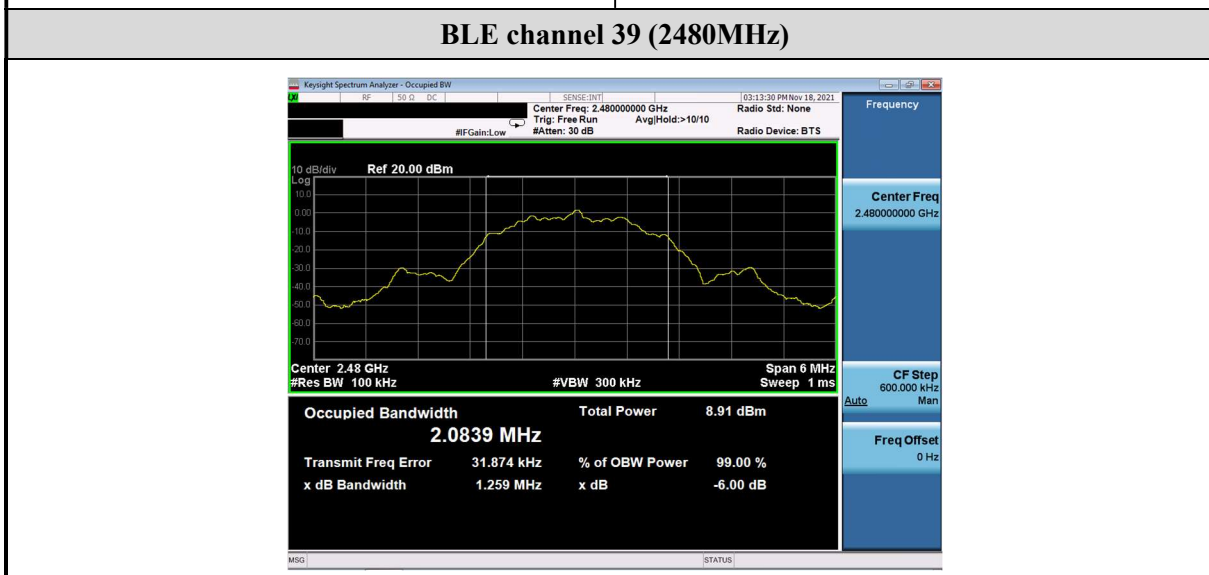 BLE channel 39 (2480MHz)
Keysight Spectrum Analyzer - Occupied BW
LXI RF 50 Ω DC SENSE:INT 03:13:30 PM Nov 18, 2021
Center Freq: 2.480000000 GHz Radio Std: None
Trig: Free Run Avg|Hold:>10/10
#IFGain:Low #Atten: 30 dB Radio Device: BTS
10 dB/div Ref 20.00 dBm
Log
10.0
0.00
-10.0
-20.0
-30.0
-40.0
-50.0
-60.0
-70.0
Center 2.48 GHz Span 6 MHz
#Res BW 100 kHz #VBW 300 kHz Sweep 1 ms
Occupied Bandwidth Total Power 8.91 dBm
2.0839 MHz
Transmit Freq Error 31.874 kHz % of OBW Power 99.00 %
x dB Bandwidth 1.259 MHz x dB -6.00 dB
Frequency
Center Freq
2.480000000 GHz
CF Step
600.000 kHz
Auto Man
Freq Offset
0 Hz
MSG STATUS